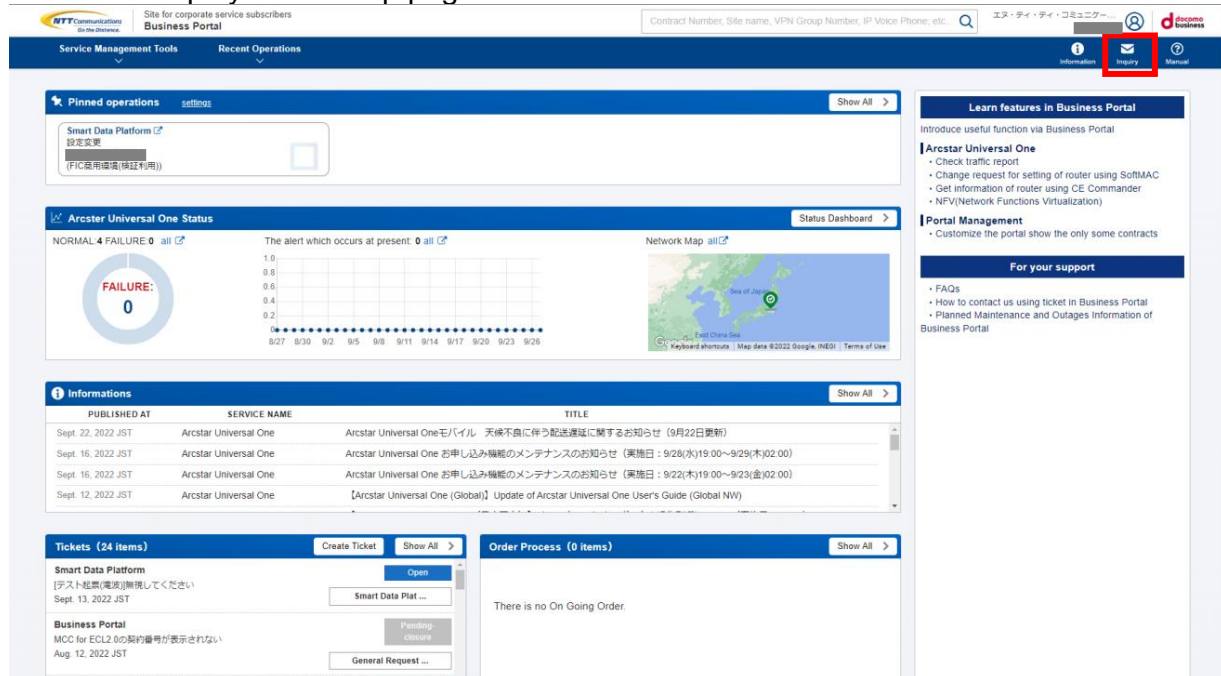 NTT Communications
Go the Distance.
Site for corporate service subscribers
Business Portal
Contract Number, Site name, VPN Group Number, IP Voice Phone, etc..
エヌ・ティ・ティ・コミュニケー...
docomo
business
Service Management Tools
Recent Operations
Information
Inquiry
Manual
Pinned operations
settings
Show All
Smart Data Platform
設定変更
(FIC商用環境(検証利用))
Arcster Universal One Status
Status Dashboard
NORMAL:4 FAILURE:0 all
The alert which occurs at present: 0 all
Network Map all
FAILURE:
0
1.0
0.8
0.6
0.4
0.2
0
8/27 8/30 9/2 9/5 9/8 9/11 9/14 9/17 9/20 9/23 9/26
Sea of Japan
East China Sea
Google
Keyboard shortcuts Map data ©2022 Google, INEGI Terms of Use
Informations
Show All
PUBLISHED AT SERVICE NAME TITLE
Sept. 22, 2022 JST Arcstar Universal One Arcstar Universal Oneモバイル 天候不良に伴う配送遅延に関するお知らせ（9月22日更新）
Sept. 16, 2022 JST Arcstar Universal One Arcstar Universal One お申し込み機能のメンテナンスのお知らせ（実施日：9/28(水)19:00～9/29(木)02:00）
Sept. 16, 2022 JST Arcstar Universal One Arcstar Universal One お申し込み機能のメンテナンスのお知らせ（実施日：9/22(木)19:00～9/23(金)02:00）
Sept. 12, 2022 JST Arcstar Universal One 【Arcstar Universal One (Global)】Update of Arcstar Universal One User's Guide (Global NW)
Tickets（24 items）
Create Ticket
Show All
Smart Data Platform
Open
[テスト起票(電波)]無視してください
Sept. 13, 2022 JST
Smart Data Plat ...
Business Portal
Pending-closure
MCC for ECL2.0の契約番号が表示されない
Aug. 12, 2022 JST
General Request ...
Order Process（0 items）
Show All
There is no On Going Order.
Learn features in Business Portal
Introduce useful function via Business Portal
Arcstar Universal One
・Check traffic report
・Change request for setting of router using SoftMAC
・Get information of router using CE Commander
・NFV(Network Functions Virtualization)
Portal Management
・Customize the portal show the only some contracts
For your support
・FAQs
・How to contact us using ticket in Business Portal
・Planned Maintenance and Outages Information of Business Portal